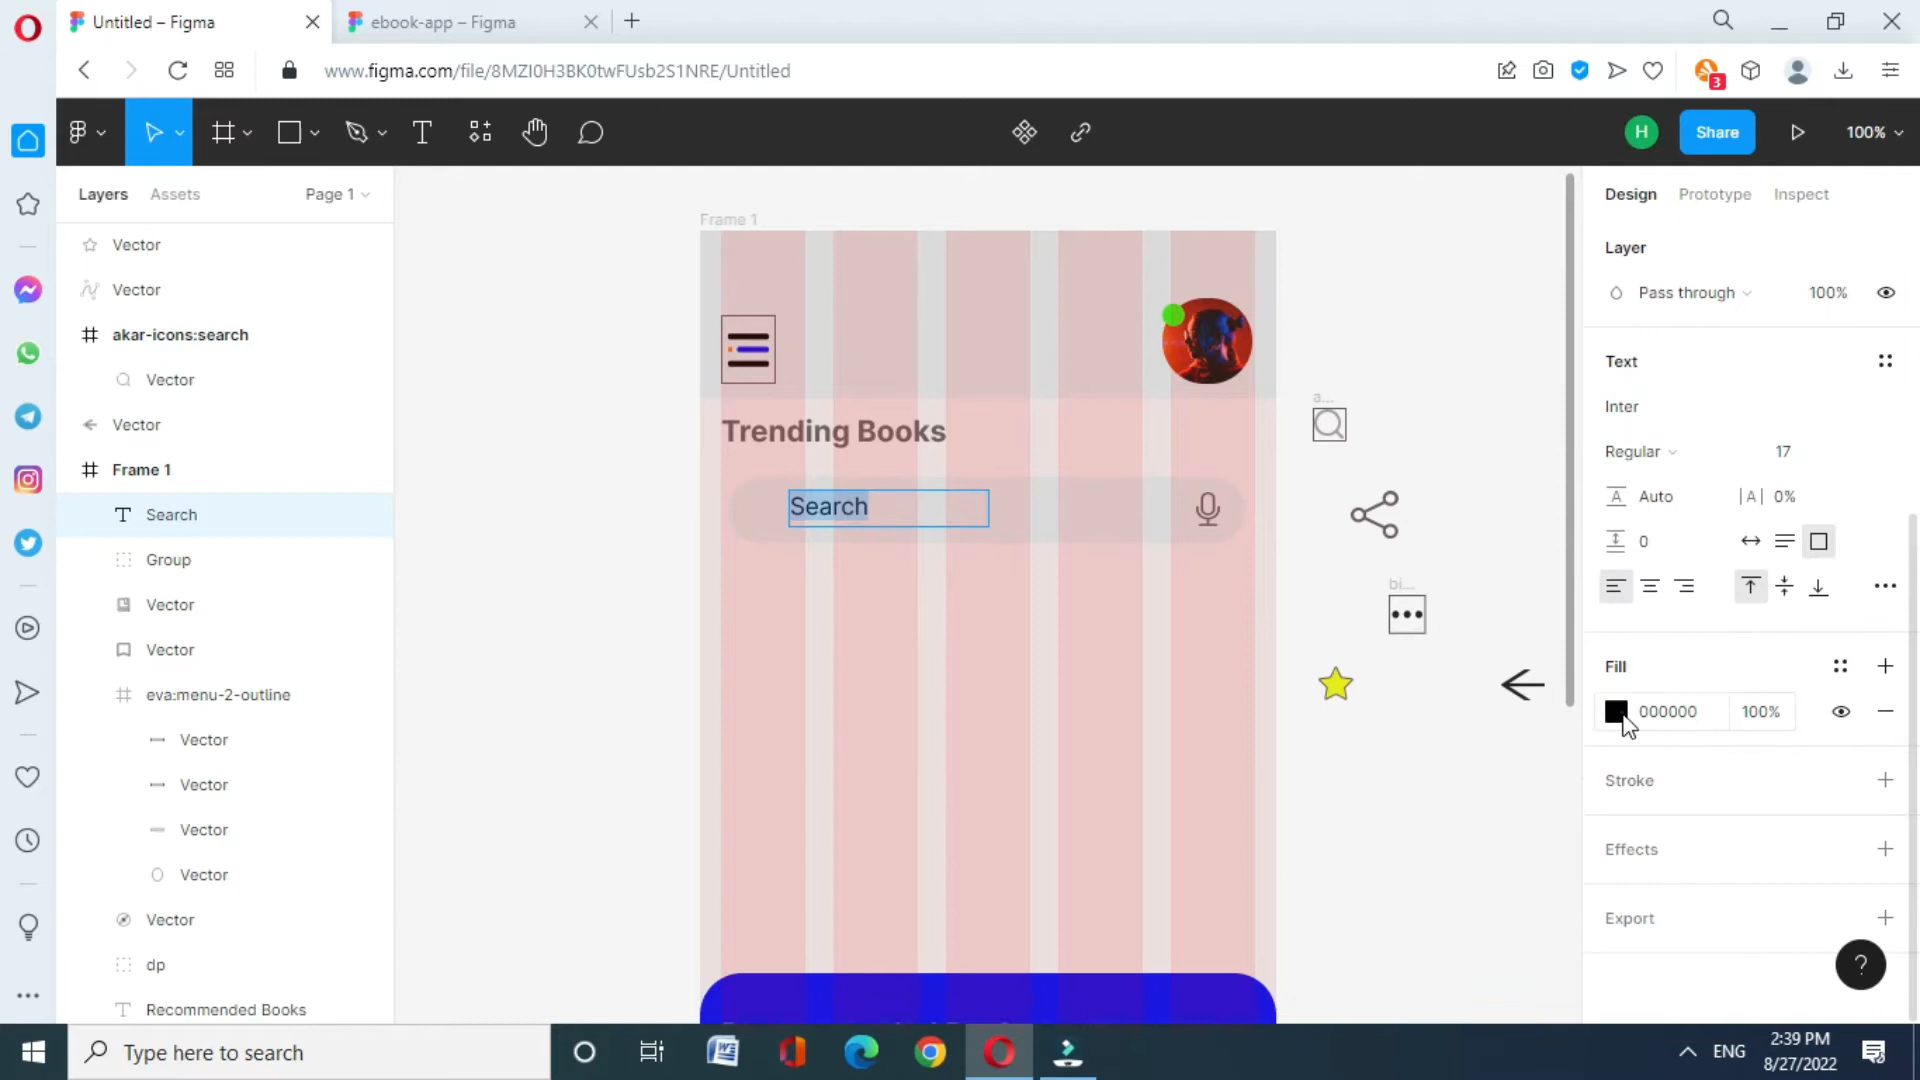 Untitled – Figma
ebook-app – Figma
www.figma.com/file/8MZI0H3BK0twFUsb2S1NRE/Untitled
3
H
Share
100%
Layers
Assets
Page 1
Design
Prototype
Inspect
Vector
Vector
akar-icons:search
Vector
Vector
Frame 1
Search
Group
Vector
Vector
eva:menu-2-outline
Vector
Vector
Vector
Vector
Vector
dp
Recommended Books
Frame 1
Trending Books
Search
a...
bi...
Layer
Pass through
100%
Text
Inter
Regular
17
A
Auto
|A|
0%
0
Fill
000000
100%
Stroke
Effects
Export
?
Type here to search
ENG
2:39 PM
8/27/2022